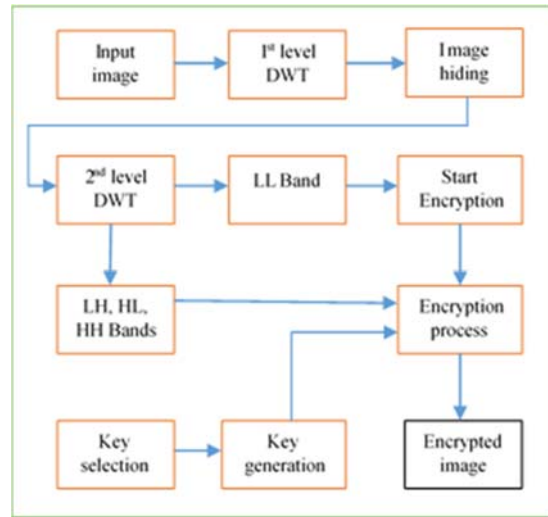 Input
image
1st level
DWT
Image
hiding
2nd level
DWT
LL Band
Start
Encryption
LH, HL,
HH Bands
Encryption
process
Key
selection
Key
generation
Encrypted
image